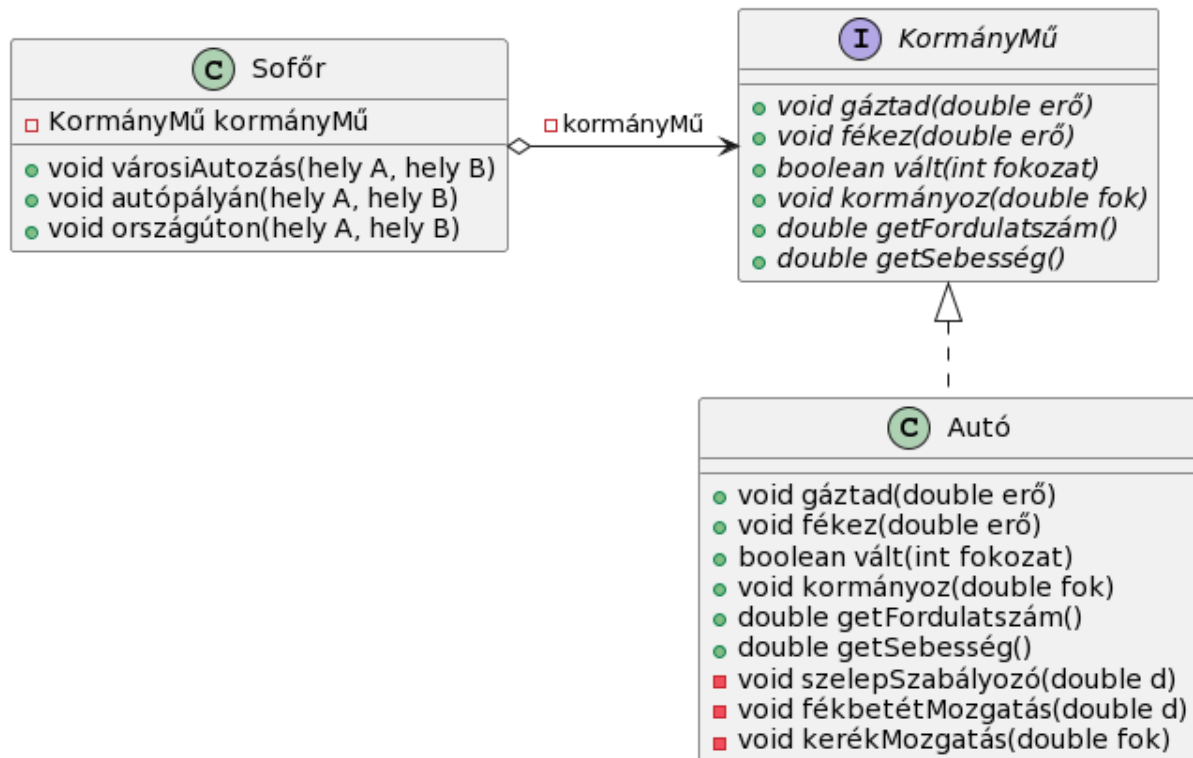 C Sofőr
KormányMű kormányMű
void városiAutozás(hely A, hely B)
void autópályán(hely A, hely B)
void országúton(hely A, hely B)
kormányMű
I KormányMű
void gáztad(double erő)
void fékez(double erő)
boolean vált(int fokozat)
void kormányoz(double fok)
double getFordulatszám()
double getSebesség()
C Autó
void gáztad(double erő)
void fékez(double erő)
boolean vált(int fokozat)
void kormányoz(double fok)
double getFordulatszám()
double getSebesség()
void szelepSzabályozó(double d)
void fékbetétMozgatás(double d)
void kerékMozgatás(double fok)